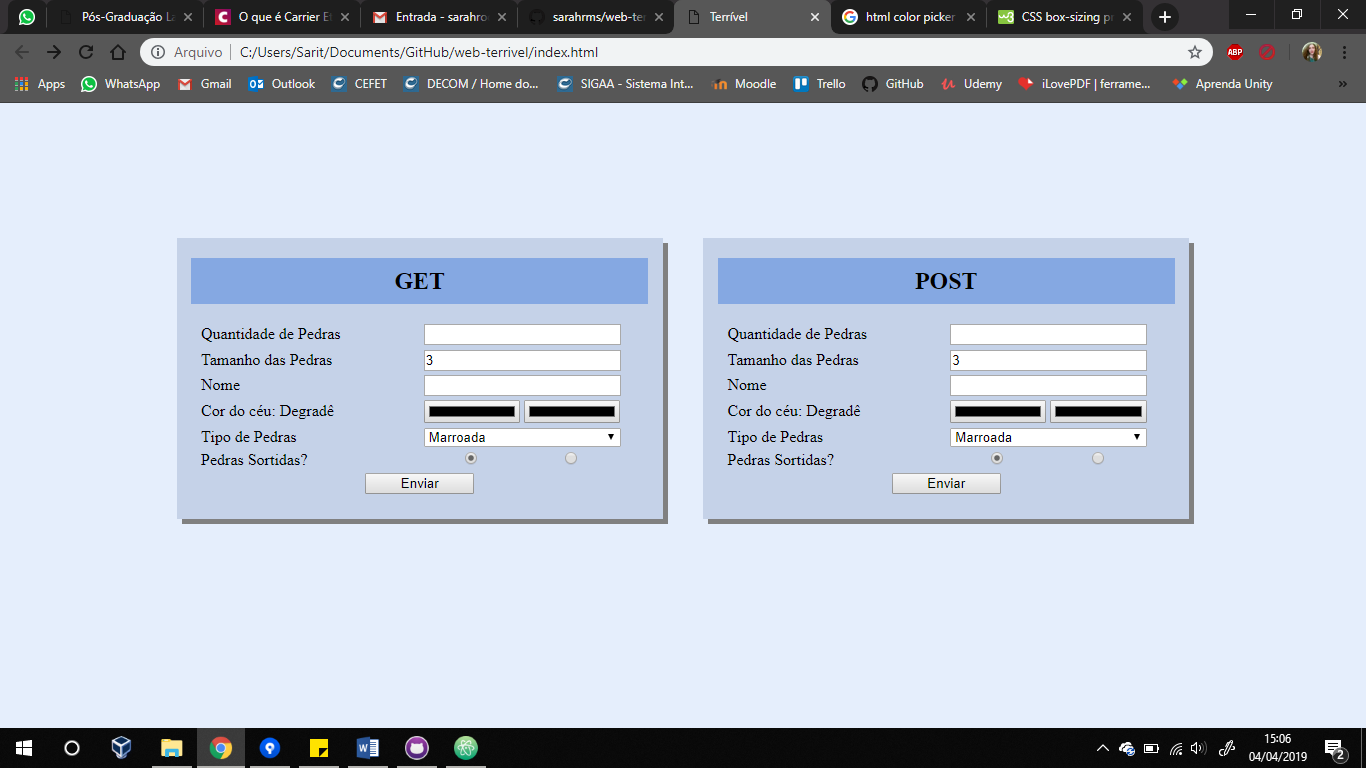 Pós-Graduação La
O que é Carrier Et
Entrada - sarahro
sarahrms/web-ter
Terrível
html color picker
CSS box-sizing pr
Arquivo C:/Users/Sarit/Documents/GitHub/web-terrivel/index.html ABP
Apps WhatsApp Gmail Outlook CEFET DECOM / Home do... SIGAA - Sistema Int... Moodle Trello GitHub Udemy iLovePDF | ferrame... Aprenda Unity »
GET
Quantidade de Pedras
Tamanho das Pedras 3
Nome
Cor do céu: Degradê
Tipo de Pedras Marroada
Pedras Sortidas?
Enviar
POST
Quantidade de Pedras
Tamanho das Pedras 3
Nome
Cor do céu: Degradê
Tipo de Pedras Marroada
Pedras Sortidas?
Enviar
15:06
04/04/2019
2